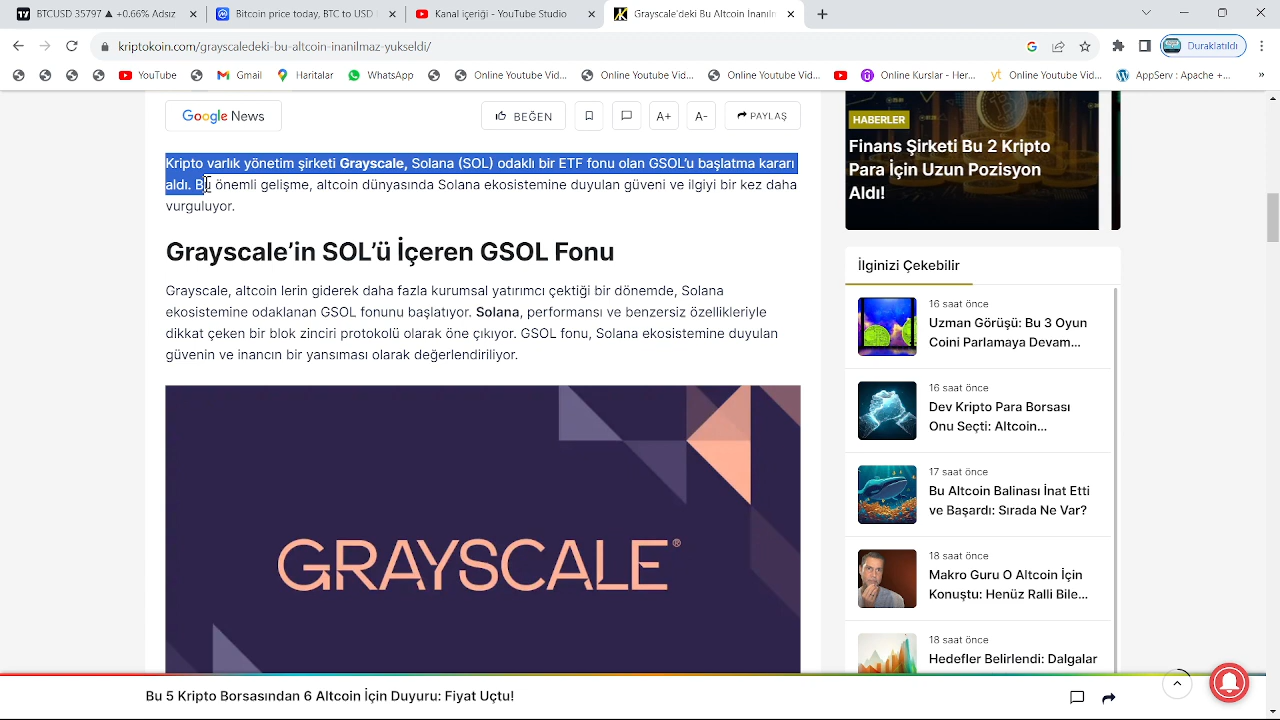 BTCUSD 35797 ▲ +0.66% Adsız
Bitcoin price today, BTC to USD
Kanal içeriği - YouTube Studio
Grayscale'deki Bu Altcoin İnanılm
kriptokoin.com/grayscaledeki-bu-altcoin-inanilmaz-yukseldi/
Duraklatıldı
YouTube
Gmail
Haritalar
WhatsApp
Online Youtube Vid...
Online Youtube Vid...
Online Youtube Vid...
Online Kurslar - Her...
Online Youtube Vid...
AppServ : Apache +...
Google News
BEĞEN
A+
A-
PAYLAŞ
Kripto varlık yönetim şirketi Grayscale, Solana (SOL) odaklı bir ETF fonu olan GSOL'u başlatma kararı
aldı. Bu önemli gelişme, altcoin dünyasında Solana ekosistemine duyulan güveni ve ilgiyi bir kez daha
vurguluyor.
Grayscale'in SOL'ü İçeren GSOL Fonu
Grayscale, altcoin lerin giderek daha fazla kurumsal yatırımcı çektiği bir dönemde, Solana
ekosistemine odaklanan GSOL fonunu başlatıyor. Solana, performansı ve benzersiz özellikleriyle
dikkat çeken bir blok zinciri protokolü olarak öne çıkıyor. GSOL fonu, Solana ekosistemine duyulan
güvenin ve inancın bir yansıması olarak değerlendiriliyor.
GRAYSCALE®
HABERLER
Finans Şirketi Bu 2 Kripto
Para İçin Uzun Pozisyon
Aldı!
İlginizi Çekebilir
16 saat önce
Uzman Görüşü: Bu 3 Oyun
Coini Parlamaya Devam...
16 saat önce
Dev Kripto Para Borsası
Onu Seçti: Altcoin...
17 saat önce
Bu Altcoin Balinası İnat Etti
ve Başardı: Sırada Ne Var?
18 saat önce
Makro Guru O Altcoin İçin
Konuştu: Henüz Ralli Bile...
18 saat önce
Hedefler Belirlendi: Dalgalar
Bu 5 Kripto Borsasından 6 Altcoin İçin Duyuru: Fiyat Uçtu!